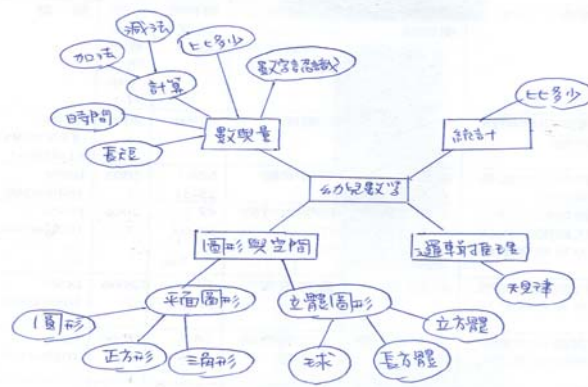 減法
比多少
加法
數字認識
計算
比多少
時間
數與量
統計
長短
幼兒數學
圖形與空間
邏輯推理
規律
平面圖形
立體圖形
圓形
立方體
正方形
三角形
球
長方體